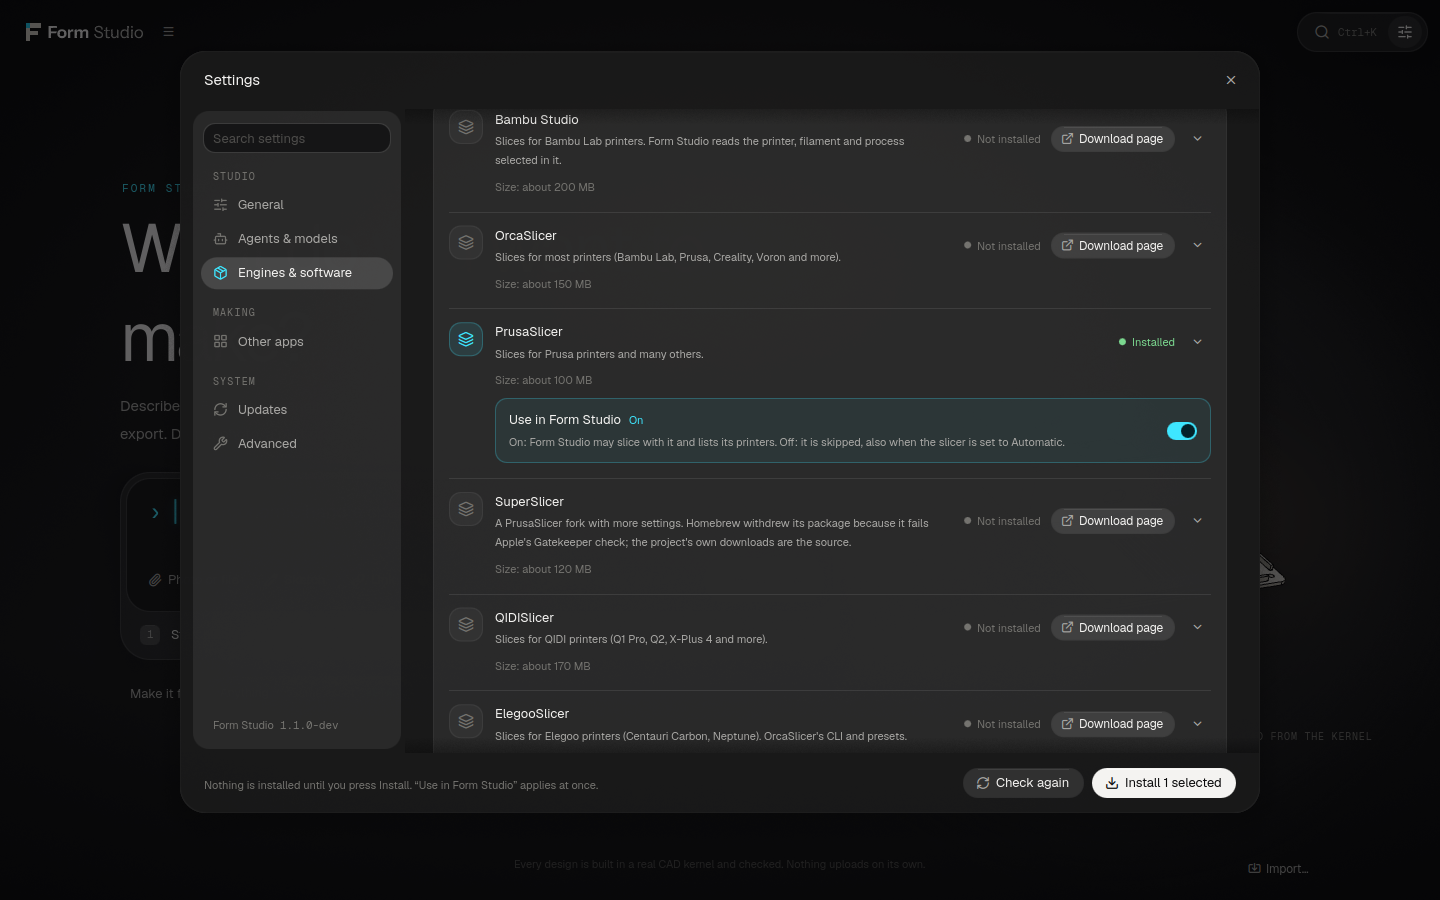 Form Studio
Ctrl+K
Settings
Search settings
STUDIO
General
Agents & models
Engines & software
MAKING
Other apps
SYSTEM
Updates
Advanced
Form Studio 1.1.0-dev
Bambu Studio
Slices for Bambu Lab printers. Form Studio reads the printer, filament and process
selected in it.
Size: about 200 MB
Not installed
Download page
OrcaSlicer
Slices for most printers (Bambu Lab, Prusa, Creality, Voron and more).
Size: about 150 MB
Not installed
Download page
PrusaSlicer
Slices for Prusa printers and many others.
Size: about 100 MB
Installed
Use in Form Studio On
On: Form Studio may slice with it and lists its printers. Off: it is skipped, also when the slicer is set to Automatic.
SuperSlicer
A PrusaSlicer fork with more settings. Homebrew withdrew its package because it fails
Apple's Gatekeeper check; the project's own downloads are the source.
Size: about 120 MB
Not installed
Download page
QIDISlicer
Slices for QIDI printers (Q1 Pro, Q2, X-Plus 4 and more).
Size: about 170 MB
Not installed
Download page
ElegooSlicer
Slices for Elegoo printers (Centauri Carbon, Neptune). OrcaSlicer's CLI and presets.
Not installed
Download page
Nothing is installed until you press Install. “Use in Form Studio” applies at once.
Check again
Install 1 selected
FORM ST
W
ma
Describe
export. D
Ph
1 S
Make it f
FROM THE KERNEL
Every design is built in a real CAD kernel and checked. Nothing uploads on its own.
Import...